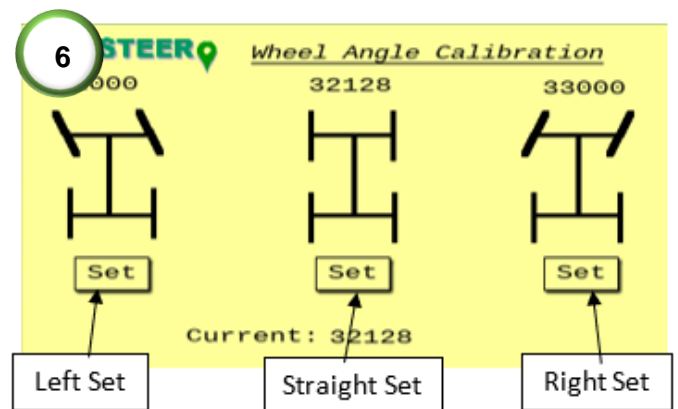 6
STEER
Wheel Angle Calibration
000 32128 33000
Set Set Set
Current: 32128
Left Set Straight Set Right Set